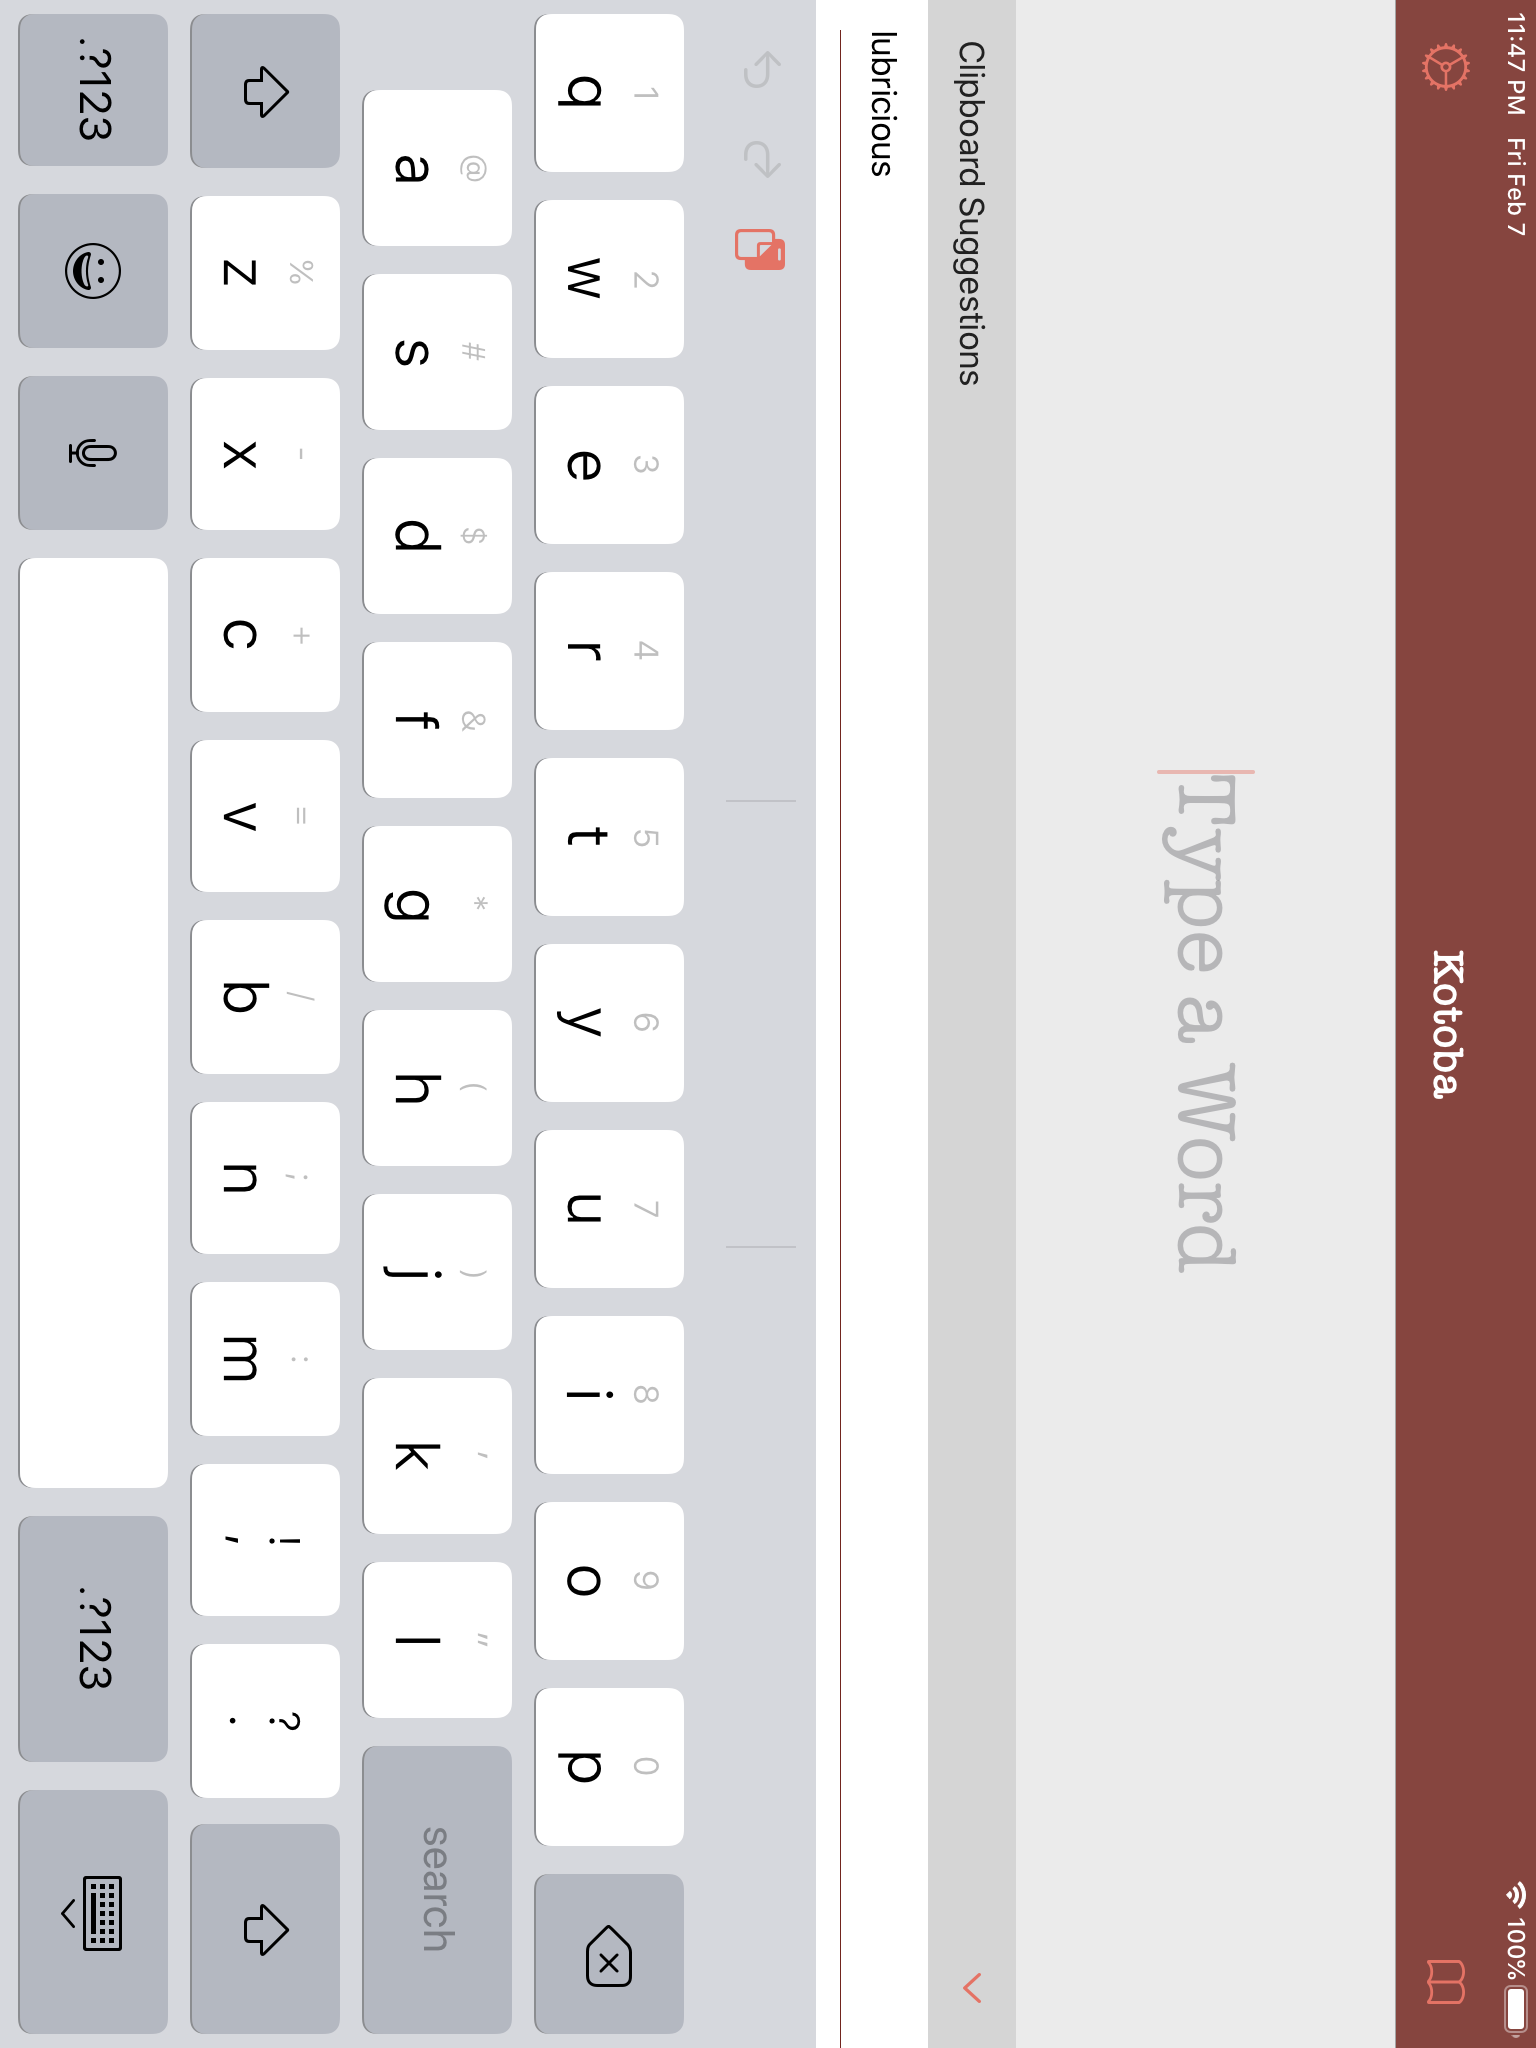 11:47 PM Fri Feb 7
100%
Kotoba
Type a Word
Clipboard Suggestions
lubricious
1 2 3 4 5 6 7 8 9 0
q w e r t y u i o p
@ # $ & * ( ) ' "
a s d f g h j k l search
% - + = / ; : ! ?
z x c v b n m , .
.?123 .?123